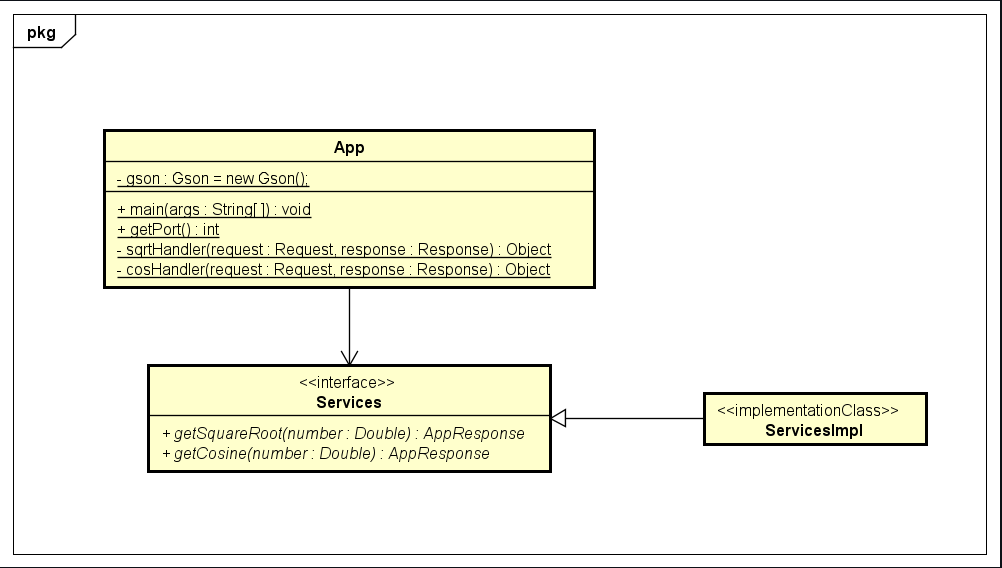 pkg
App
- gson : Gson = new Gson();
+ main(args : String[ ]) : void
+ getPort() : int
- sqrtHandler(request : Request, response : Response) : Object
- cosHandler(request : Request, response : Response) : Object
<<interface>>
Services
+ getSquareRoot(number : Double) : AppResponse
+ getCosine(number : Double) : AppResponse
<<implementationClass>>
ServicesImpl